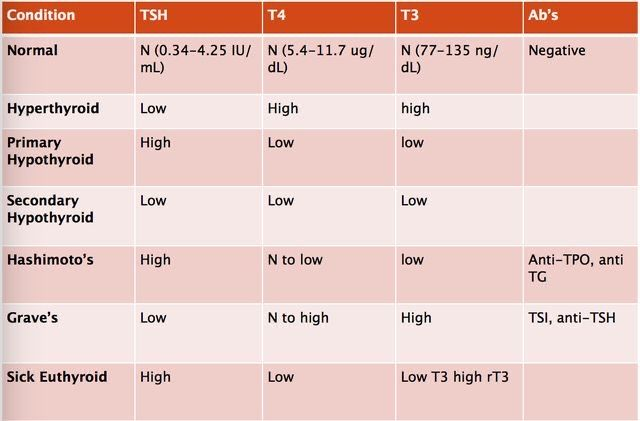 Condition TSH T4 T3 Ab's
Normal N (0.34-4.25 IU/ N (5.4-11.7 ug/ N (77-135 ng/ Negative
mL) dL) dL)
Hyperthyroid Low High high
Primary High Low low
Hypothyroid
Secondary Low Low Low
Hypothyroid
Hashimoto's High N to low low Anti-TPO, anti
TG
Grave's Low N to high High TSI, anti-TSH
Sick Euthyroid High Low Low T3 high rT3